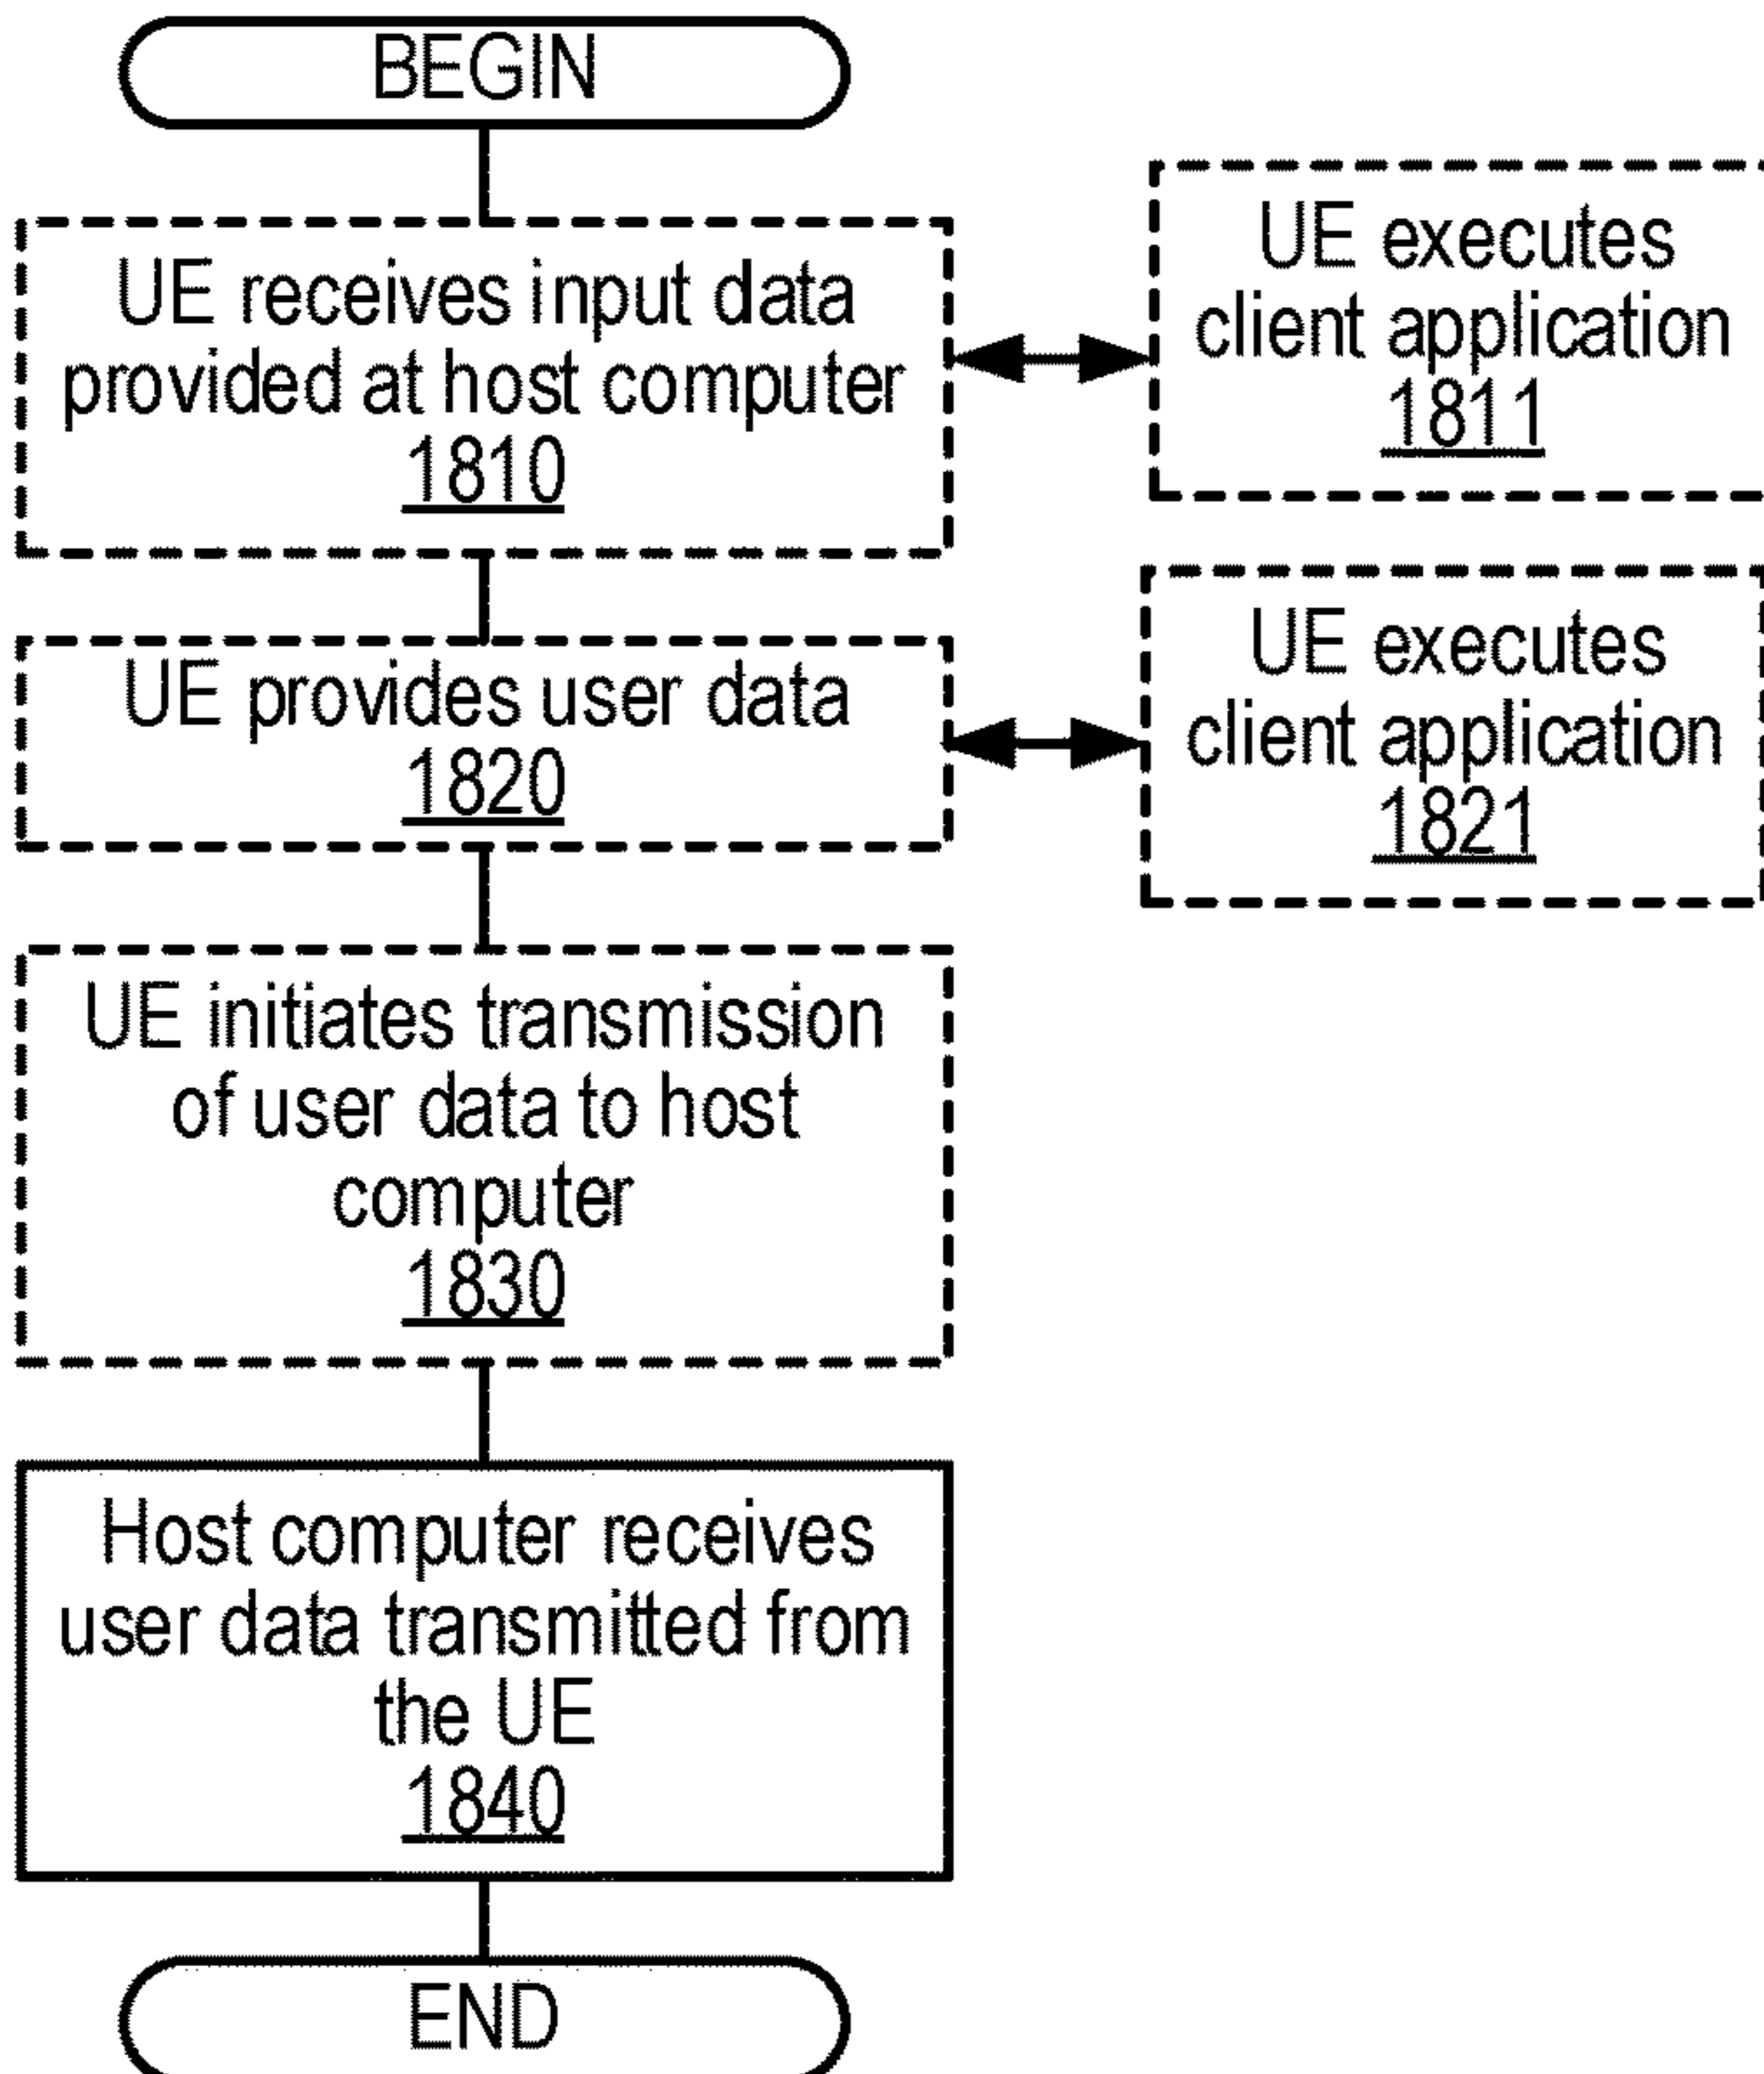 BEGIN
UE receives input data
provided at host computer
1810
UE executes
client application
1811
UE provides user data
1820
UE executes
client application
1821
UE initiates transmission
of user data to host
computer
1830
Host computer receives
user data transmitted from
the UE
1840
END